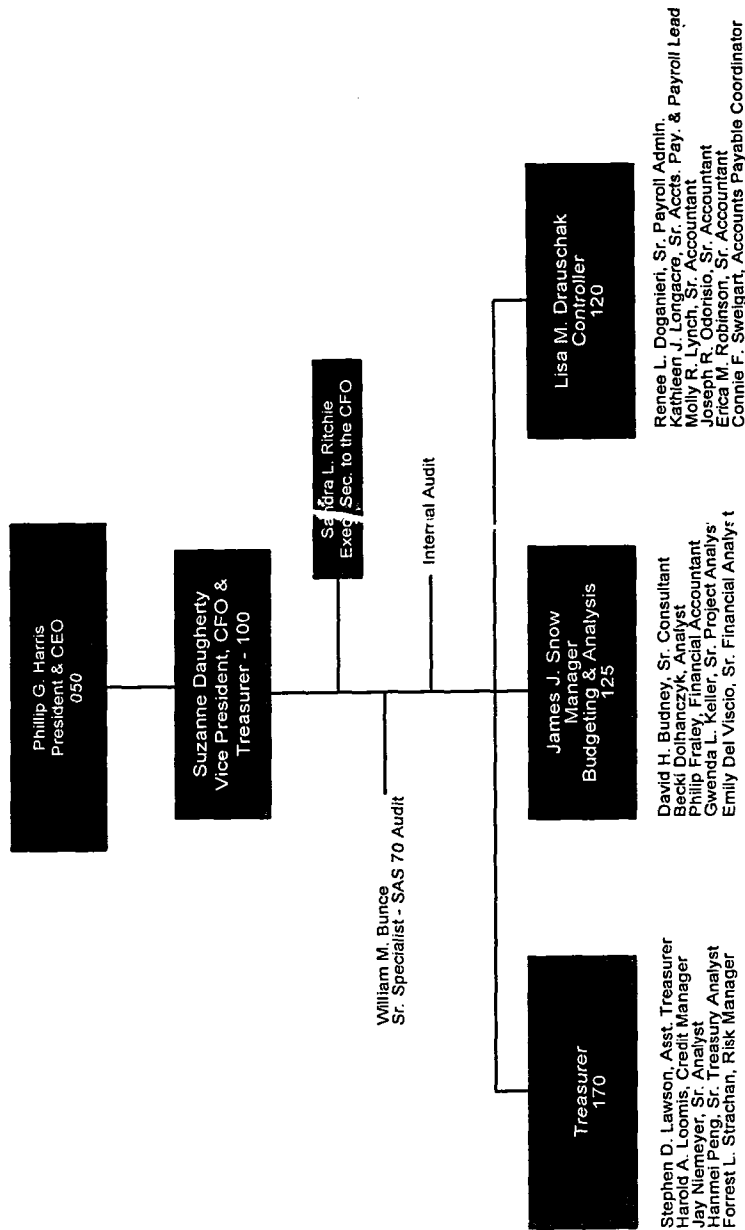 Phillip G. Harris
President & CEO
050
Suzanne Daugherty
Vice President, CFO &
Treasurer - 100
Sandra L. Ritchie
Exec. Sec. to the CFO
William M. Bunce
Sr. Specialist - SAS 70 Audit
Internal Audit
Treasurer
170
Stephen D. Lawson, Asst. Treasurer
Harold A. Loomis, Credit Manager
Jay Niemeyer, Sr. Analyst
Hanmei Peng, Sr. Treasury Analyst
Forrest L. Strachan, Risk Manager
James J. Snow
Manager
Budgeting & Analysis
125
David H. Budney, Sr. Consultant
Becki Dolhanczyk, Analyst
Philip Fraley, Financial Accountant
Gwenda L. Keller, Sr. Project Analys
Emily Del Viscio, Sr. Financial Analyst
Lisa M. Drauschak
Controller
120
Renee L. Doganieri, Sr. Payroll Admin.
Kathleen J. Longacre, Sr. Accts. Pay. & Payroll Lead
Molly R. Lynch, Sr. Accountant
Joseph R. Odorisio, Sr. Accountant
Erica M. Robinson, Sr. Accountant
Connie F. Sweigart, Accounts Payable Coordinator